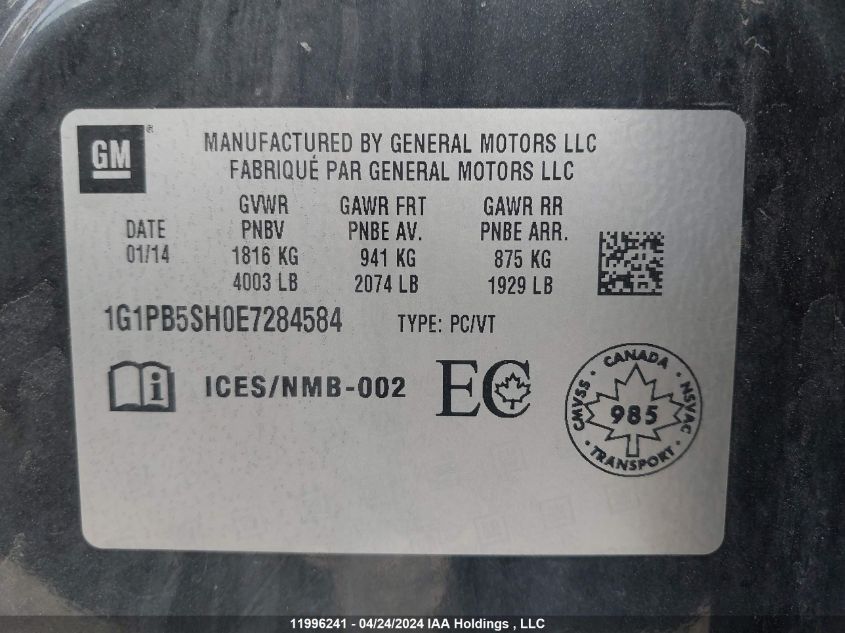 GM®
MANUFACTURED BY GENERAL MOTORS LLC
FABRIQUÉ PAR GENERAL MOTORS LLC
GVWR GAWR FRT GAWR RR
DATE PNBV PNBE AV. PNBE ARR.
01/14 1816 KG 941 KG 875 KG
4003 LB 2074 LB 1929 LB
1G1PB5SH0E7284584 TYPE: PC/VT
i ICES/NMB-002 EC
CANADA
CMVSS 985 NSVAC
TRANSPORT
11996241 - 04/24/2024 IAA Holdings , LLC